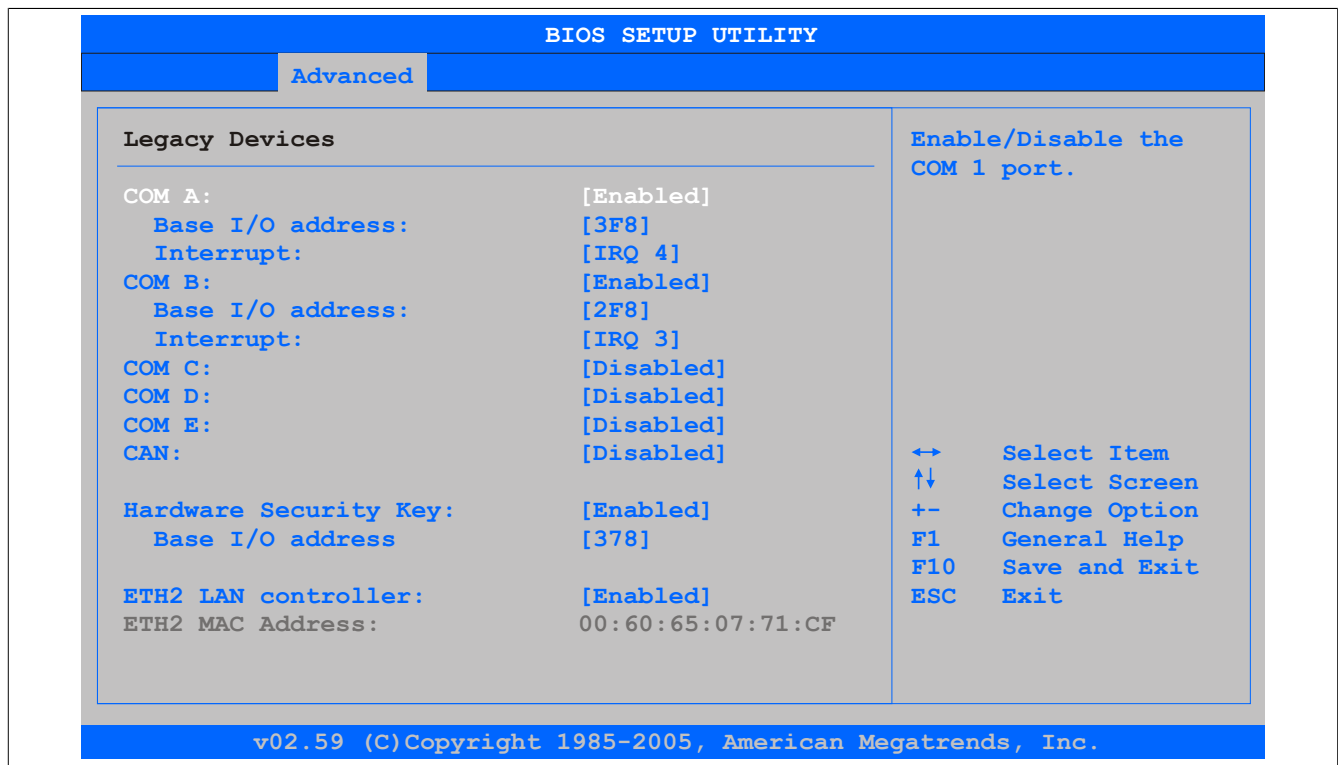 BIOS SETUP UTILITY
Advanced
Legacy Devices
COM A: [Enabled]
Base I/O address: [3F8]
Interrupt: [IRQ 4]
COM B: [Enabled]
Base I/O address: [2F8]
Interrupt: [IRQ 3]
COM C: [Disabled]
COM D: [Disabled]
COM E: [Disabled]
CAN: [Disabled]
Hardware Security Key: [Enabled]
Base I/O address [378]
ETH2 LAN controller: [Enabled]
ETH2 MAC Address: 00:60:65:07:71:CF
Enable/Disable the
COM 1 port.
↔ Select Item
↑↓ Select Screen
+- Change Option
F1 General Help
F10 Save and Exit
ESC Exit
v02.59 (C)Copyright 1985-2005, American Megatrends, Inc.